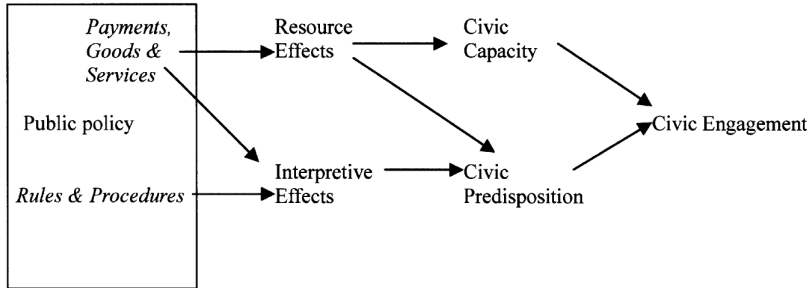 Payments,
Goods &
Services
Resource
Effects
Civic
Capacity
Public policy
Civic Engagement
Interpretive
Effects
Civic
Predisposition
Rules & Procedures